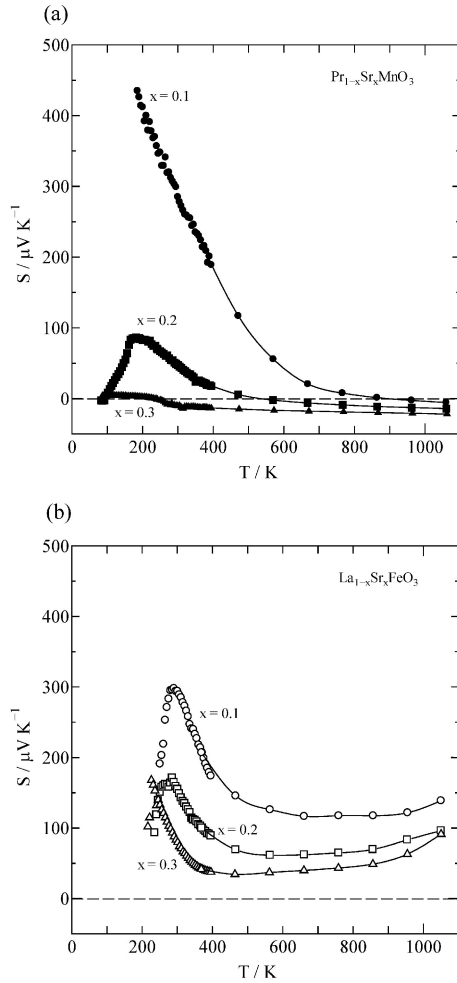 (a)
500
Pr₁₋ₓSrₓMnO₃
x = 0.1
400
300
S / μV K⁻¹
200
x = 0.2
100
0
x = 0.3
-100
0 200 400 600 800 1000
T / K
(b)
500
La₁₋ₓSrₓFeO₃
400
300
x = 0.1
S / μV K⁻¹
200
x = 0.2
100
x = 0.3
0
-100
0 200 400 600 800 1000
T / K